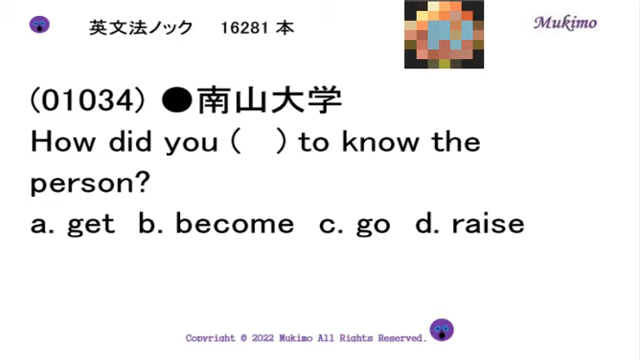 英文法ノック 16281 本
Mukimo
(01034) ●南山大学
How did you ( ) to know the
person?
a. get b. become c. go d. raise
Copyright @ 2022 Mukimo All Rights Reserved.